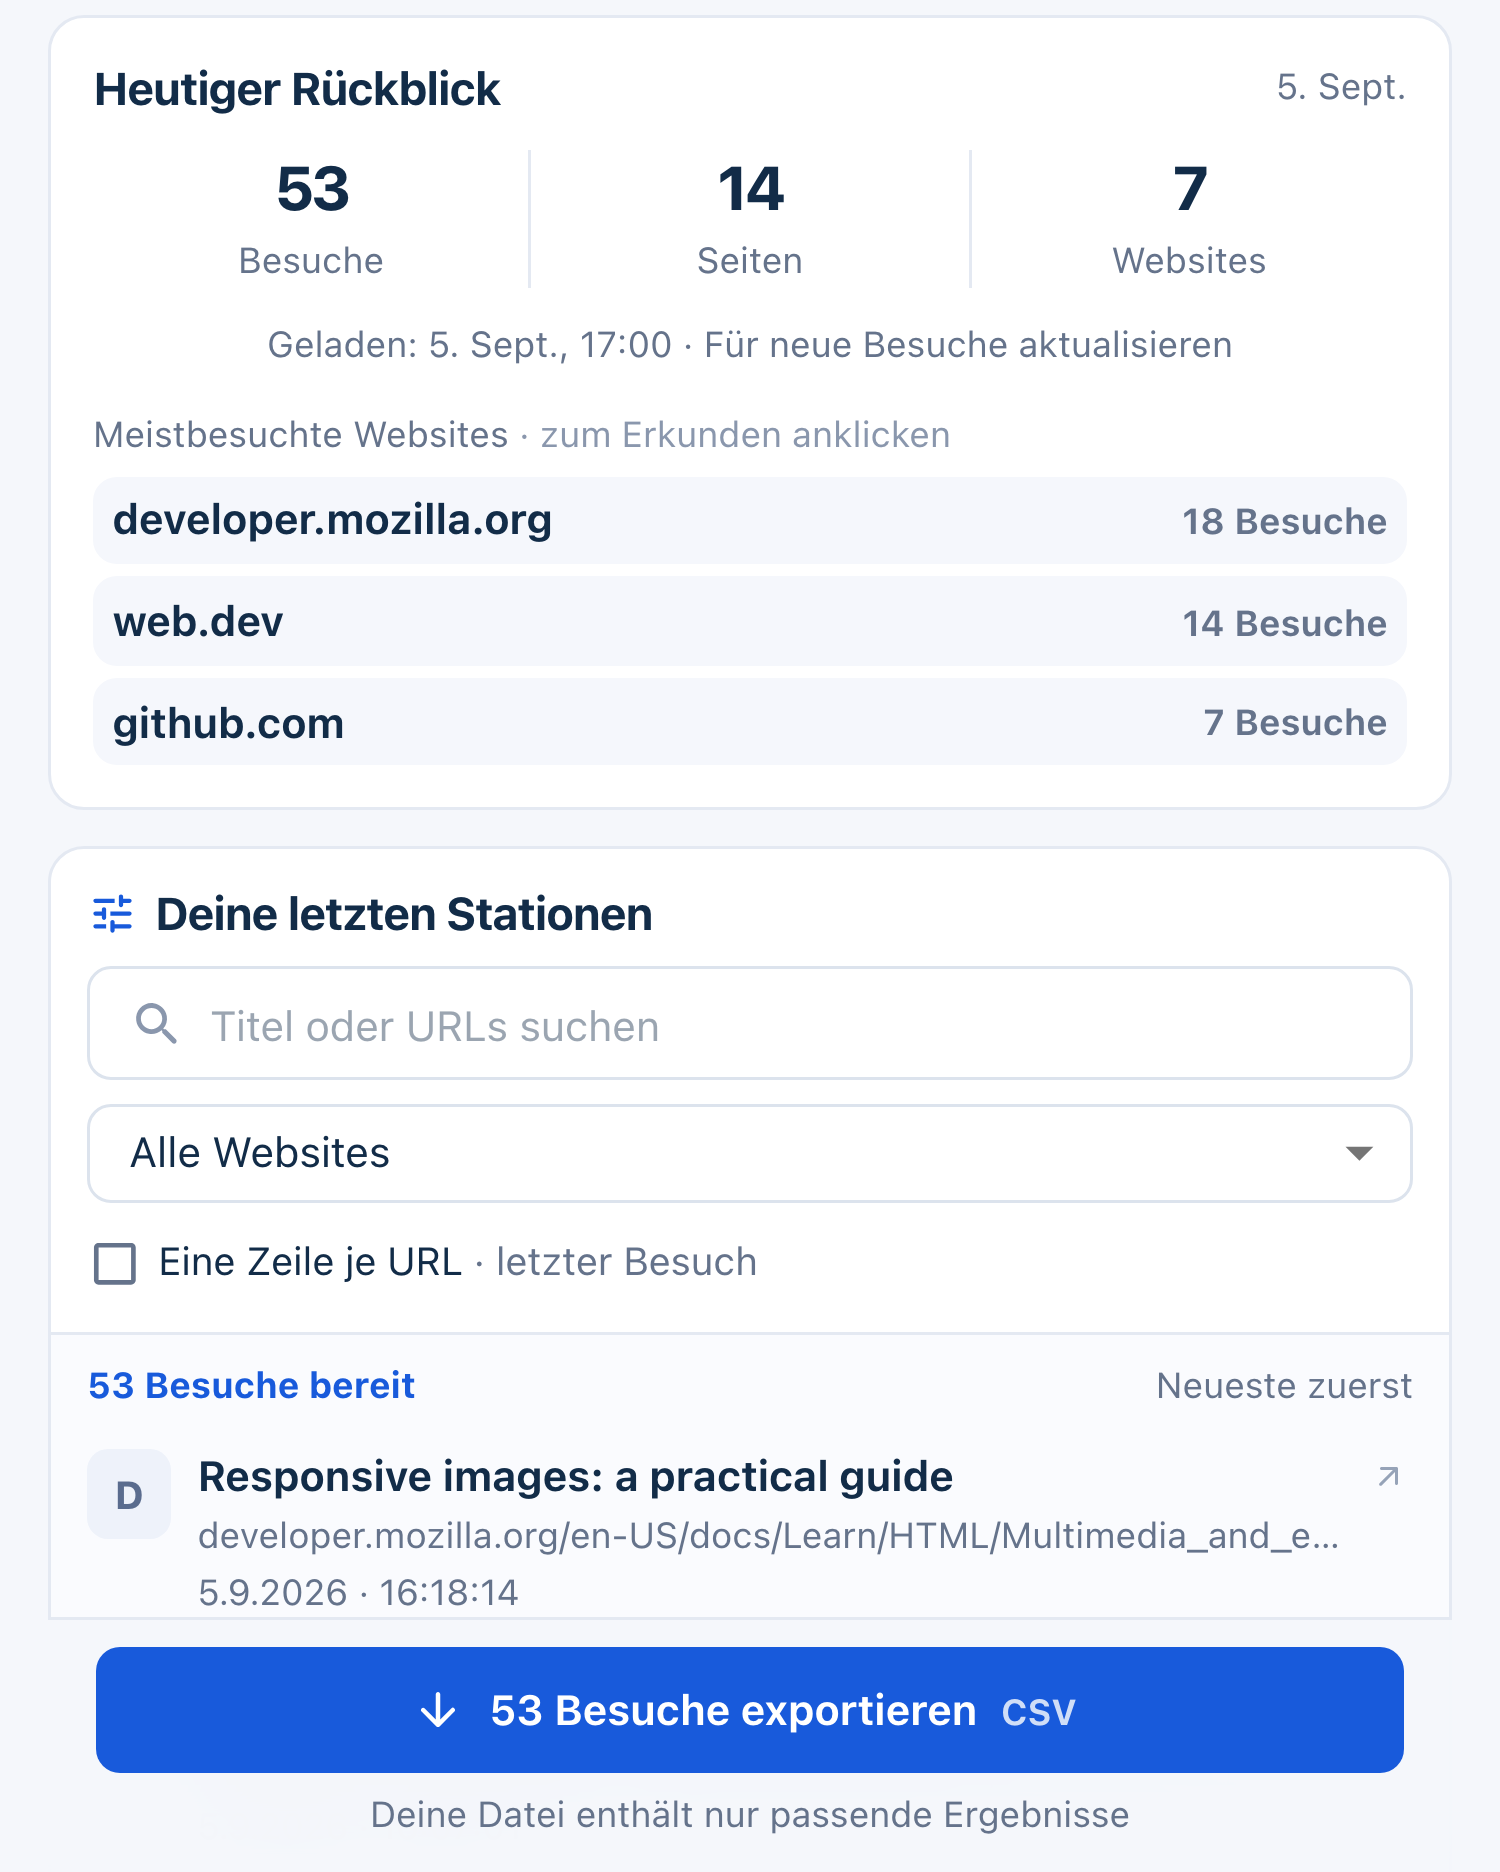 Heutiger Rückblick
5. Sept.
53
Besuche
14
Seiten
7
Websites
Geladen: 5. Sept., 17:00 · Für neue Besuche aktualisieren
Meistbesuchte Websites · zum Erkunden anklicken
developer.mozilla.org
18 Besuche
web.dev
14 Besuche
github.com
7 Besuche
Deine letzten Stationen
Titel oder URLs suchen
Alle Websites
Eine Zeile je URL · letzter Besuch
53 Besuche bereit
Neueste zuerst
D
Responsive images: a practical guide
developer.mozilla.org/en-US/docs/Learn/HTML/Multimedia_and_e...
5.9.2026 · 16:18:14
53 Besuche exportieren CSV
Deine Datei enthält nur passende Ergebnisse